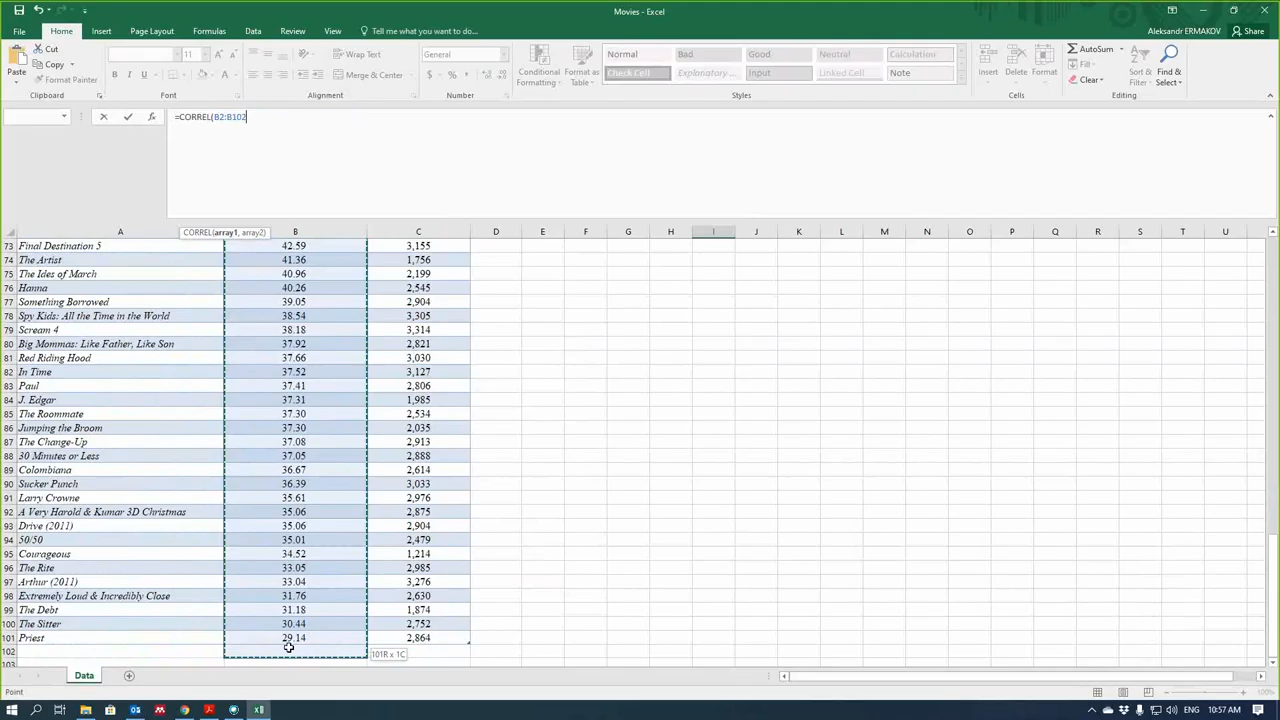 Movies - Excel
Aleksandr ERMAKOV
File Home Insert Page Layout Formulas Data Review View Tell me what you want to do... Share
Paste Cut Copy Format Painter Clipboard
11 Font
Wrap Text Merge & Center Alignment
General Number
Conditional Formatting Format as Table
Normal Bad Good Neutral Calculation
Check Cell Explanatory ... Input Linked Cell Note
Styles
Insert Delete Format Cells
AutoSum Fill Clear Sort & Filter Find & Select Editing
=CORREL(B2:B102
CORREL(array1, array2)
A B C D E F G H I J K L M N O P Q R S T U
73 Final Destination 5 42.59 3,155
74 The Artist 41.36 1,756
75 The Ides of March 40.96 2,199
76 Hanna 40.26 2,545
77 Something Borrowed 39.05 2,904
78 Spy Kids: All the Time in the World 38.54 3,305
79 Scream 4 38.18 3,314
80 Big Mommas: Like Father, Like Son 37.92 2,821
81 Red Riding Hood 37.66 3,030
82 In Time 37.52 3,127
83 Paul 37.41 2,806
84 J. Edgar 37.31 1,985
85 The Roommate 37.30 2,534
86 Jumping the Broom 37.30 2,035
87 The Change-Up 37.08 2,913
88 30 Minutes or Less 37.05 2,888
89 Colombiana 36.67 2,614
90 Sucker Punch 36.39 3,033
91 Larry Crowne 35.61 2,976
92 A Very Harold & Kumar 3D Christmas 35.06 2,875
93 Drive (2011) 35.06 2,904
94 50/50 35.01 2,479
95 Courageous 34.52 1,214
96 The Rite 33.05 2,985
97 Arthur (2011) 33.04 3,276
98 Extremely Loud & Incredibly Close 31.76 2,630
99 The Debt 31.18 1,874
100 The Sitter 30.44 2,752
101 Priest 29.14 2,864
102
101R x 1C
103
Data
Point
100%
10:57 AM